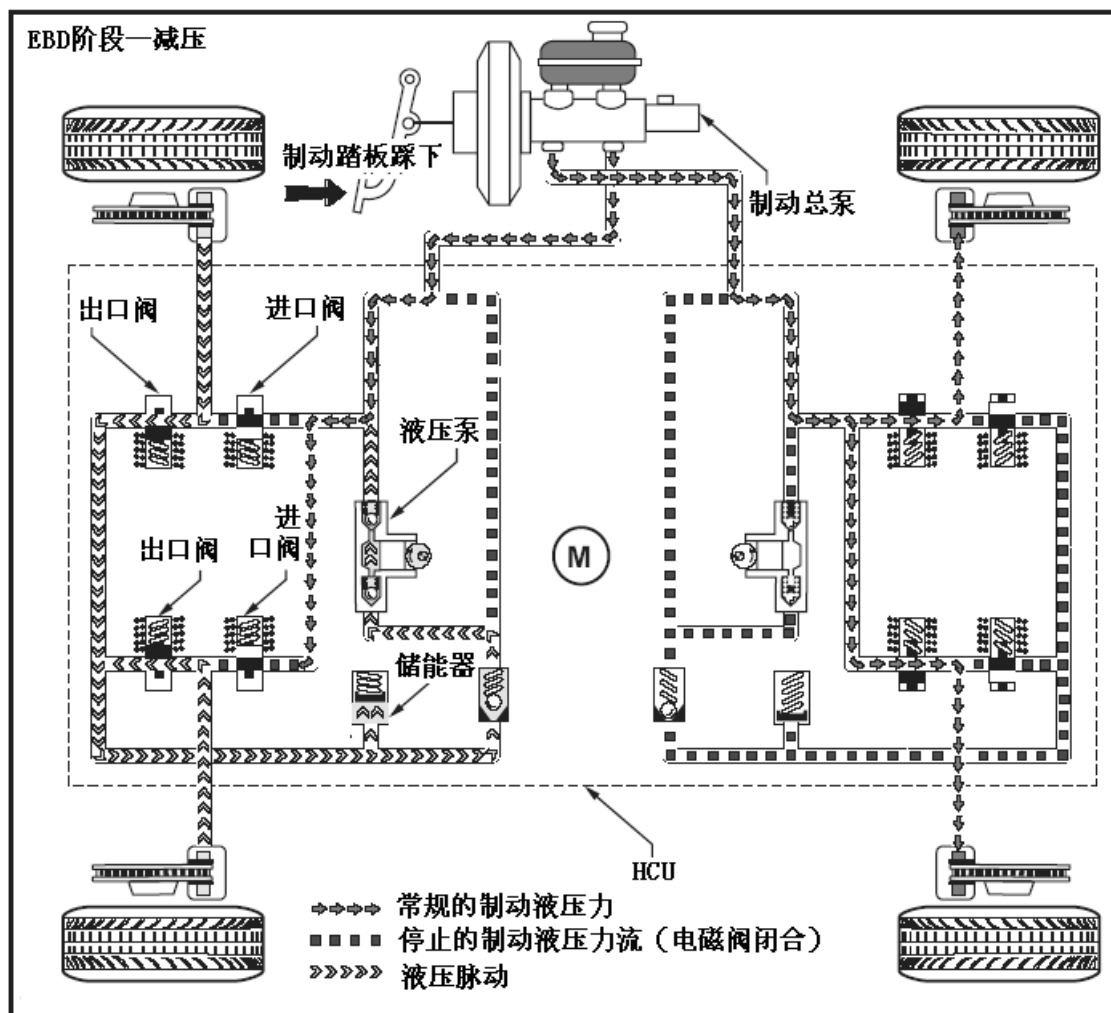 EBD阶段一减压
制动踏板踩下
制动总泵
出口阀
进口阀
液压泵
出口阀
进
口阀
M
储能器
HCU
常规的制动液压力
停止的制动液压力流（电磁阀闭合）
液压脉动